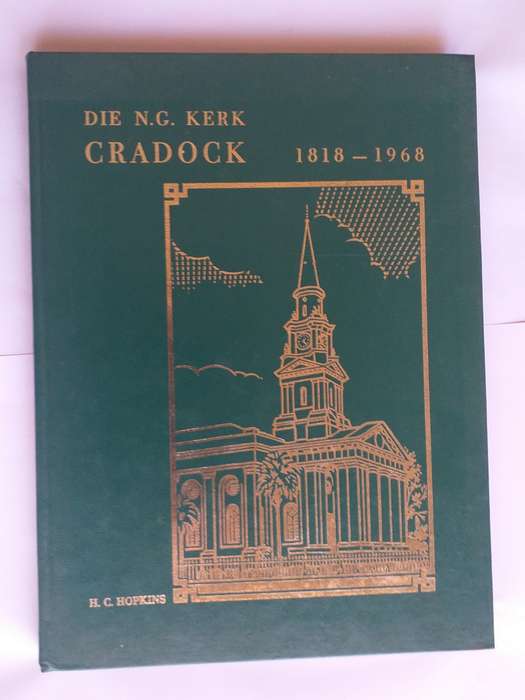 DIE N.G. KERK
CRADOCK 1818 – 1968
H. C. HOPKINS